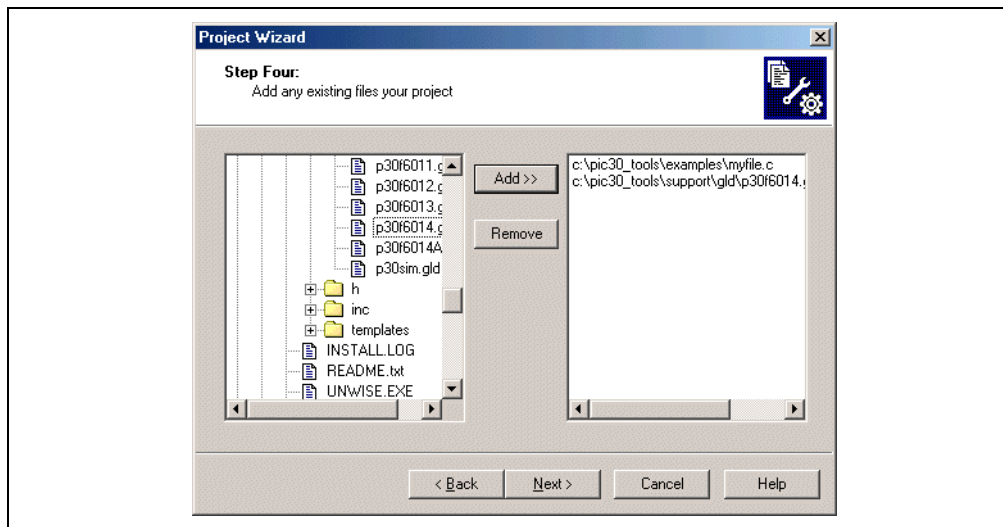 Project Wizard
Step Four:
Add any existing files your project
p30f6011.g
p30f6012.g
p30f6013.g
p30f6014.g
p30f6014A
p30sim.gld
h
inc
templates
INSTALL.LOG
README.txt
UNWISE.EXE
Add >>
Remove
c:\pic30_tools\examples\myfile.c
c:\pic30_tools\support\gld\p30f6014.g
< Back
Next >
Cancel
Help